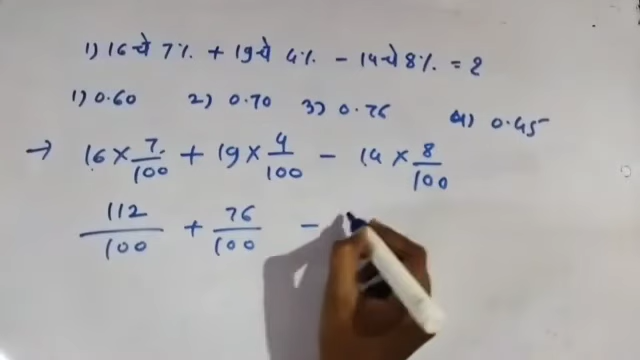 1) 16 चे 7% + 19 चे 4% - 14 चे 8% = ?
1) 0.60 2) 0.70 3) 0.76 4) 0.45
→ 16 × 7/100 + 19 × 4/100 - 14 × 8/100
112/100 + 76/100 -